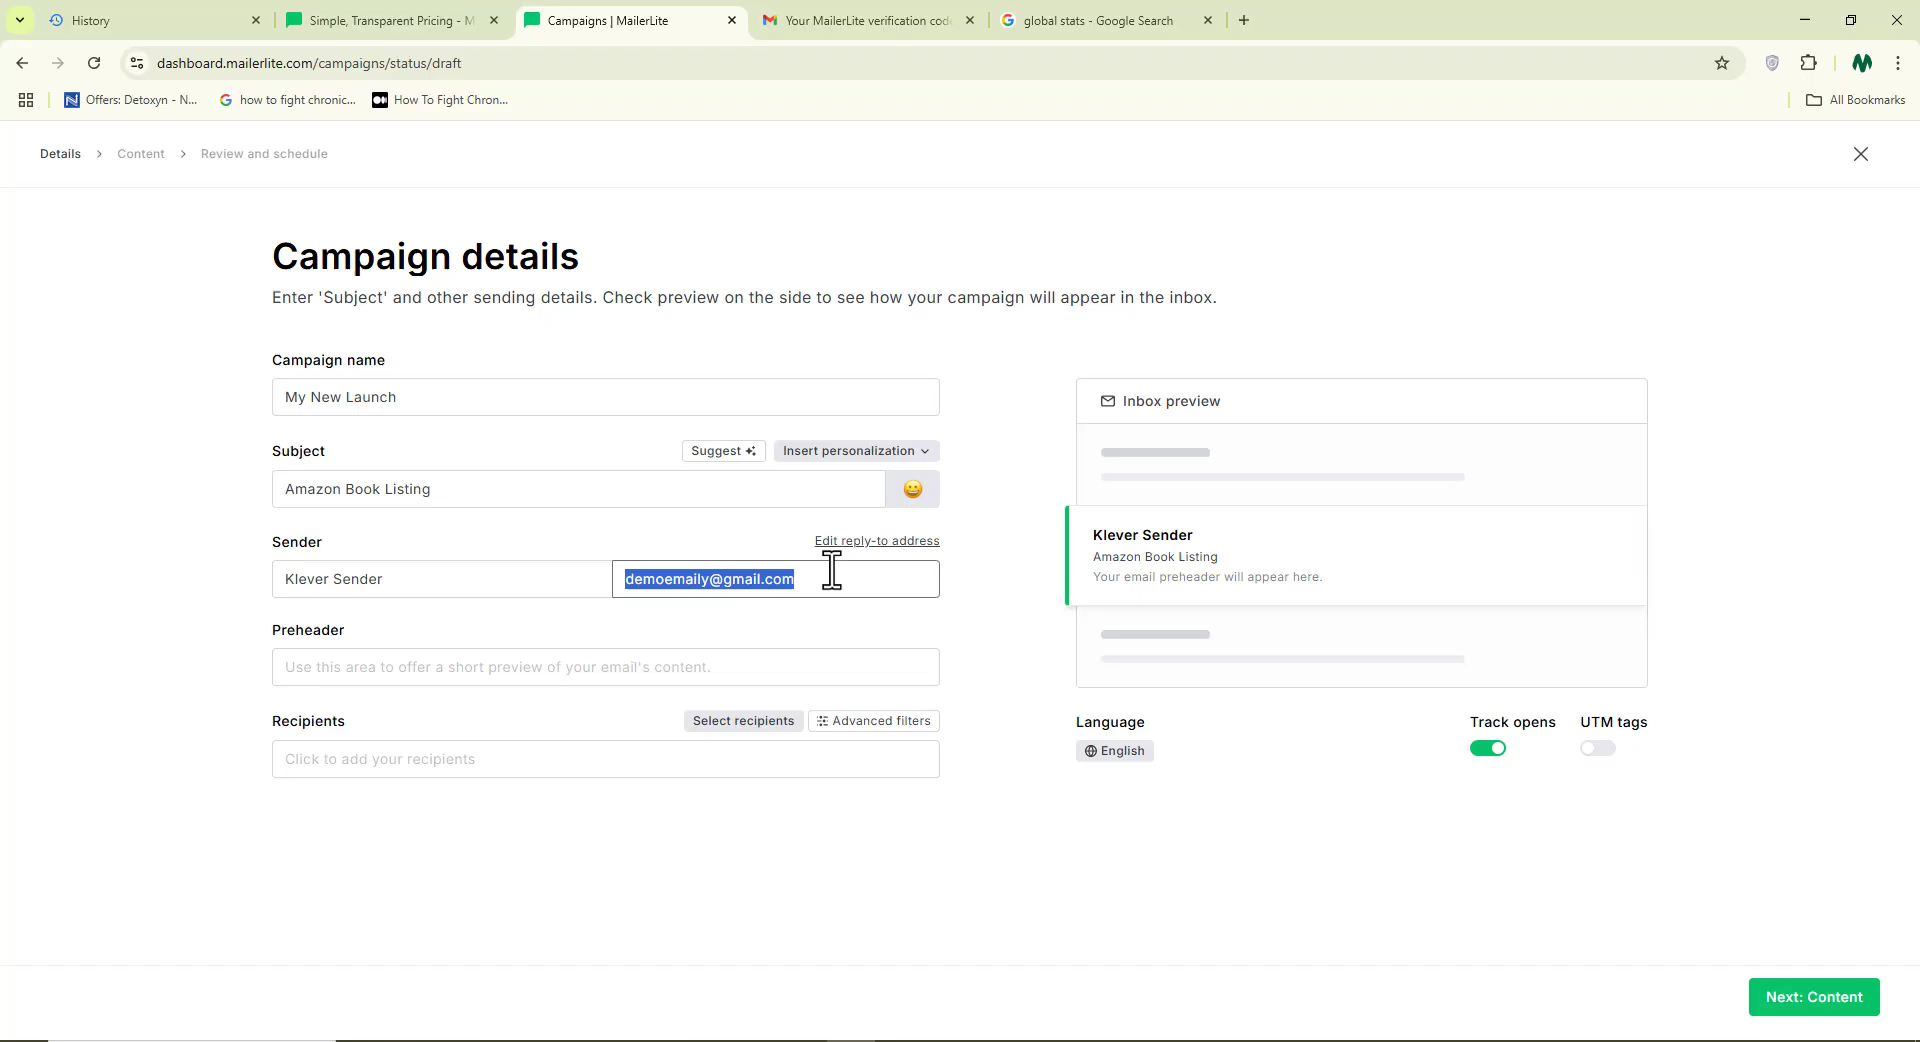 History
Simple, Transparent Pricing - M
Campaigns | MailerLite
Your MailerLite verification cod
global stats - Google Search
dashboard.mailerlite.com/campaigns/status/draft
Offers: Detoxyn - N...
how to fight chronic...
How To Fight Chron...
All Bookmarks
Details > Content > Review and schedule
Campaign details
Enter 'Subject' and other sending details. Check preview on the side to see how your campaign will appear in the inbox.
Campaign name
My New Launch
Subject
Suggest
Insert personalization
Amazon Book Listing
Sender
Edit reply-to address
Klever Sender
demoemaily@gmail.com
Preheader
Use this area to offer a short preview of your email's content.
Recipients
Select recipients
Advanced filters
Click to add your recipients
Inbox preview
Klever Sender
Amazon Book Listing
Your email preheader will appear here.
Language
Track opens
UTM tags
English
Next: Content